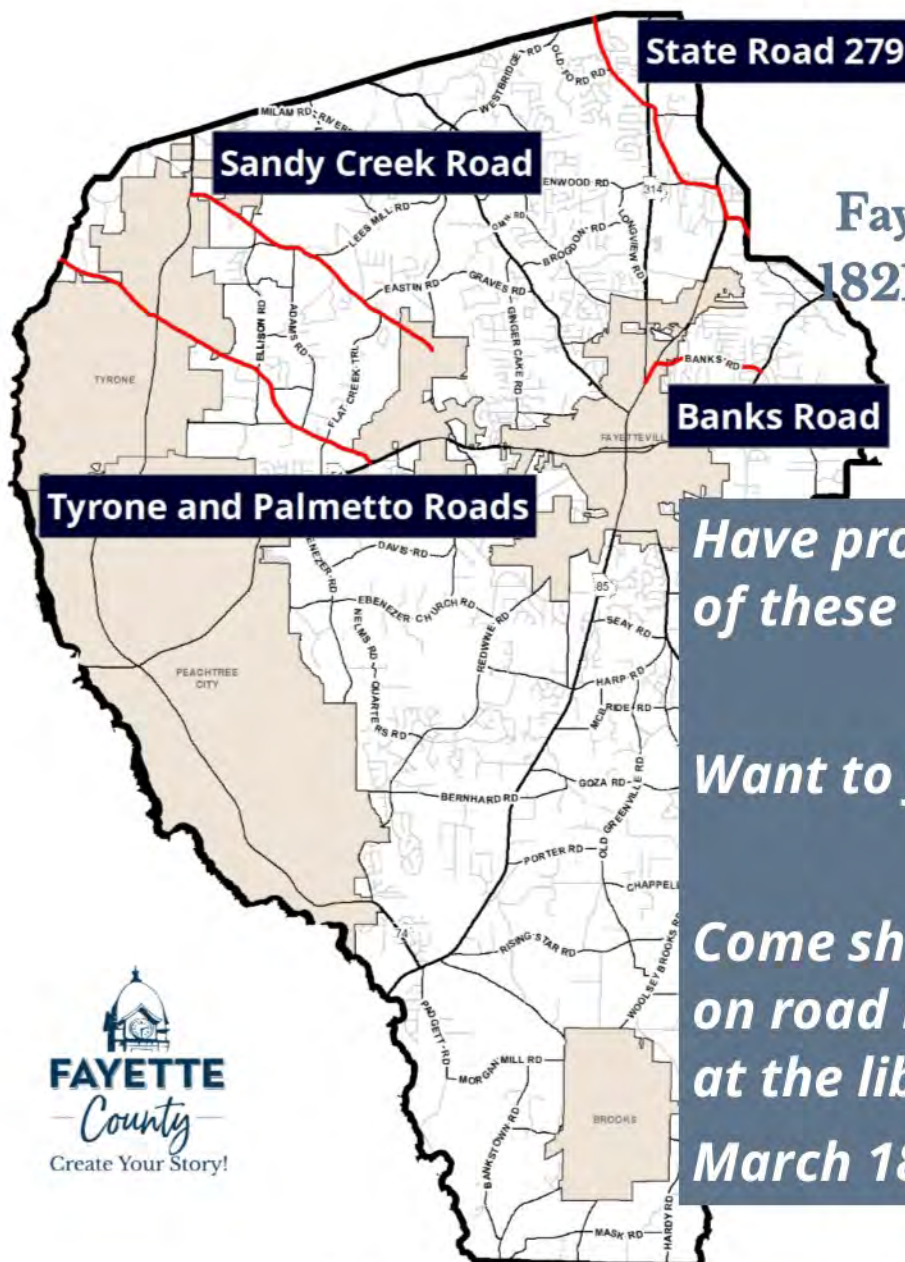 State Road 279
WESTBRIDGE RD
OLD FORD RD
MILAM RD
Sandy Creek Road
ENWOOD RD
314
LEES MILL RD
LONGVIEW RD
BROGDON RD
Fay
182
EASTIN RD
GRAVES RD
GINGER CAKE RD
ELLISON RD
ADAMS RD
FLAT CREEK TRL
TYRONE
BANKS RD
Banks Road
FAYETTEVILL
Tyrone and Palmetto Roads
Have pro
of these
DAVIS RD
EBENEZER CHURCH RD
NELMS RD
REDWINE RD
85
SEAY RD
PEACHTREE
CITY
HARP RD
MCBRIDE RD
QUARTERS RD
Want to
GOZA RD
BERNHARD RD
OLD GREENVILLE RD
PORTER RD
CHAPPELL
74
RISING STAR RD
WOOLSEY BROOKS RD
Come sh
on road
at the lib
PADGETT RD
MORGAN MILL RD
BROOKS
BANKSTOWN RD
March 18
MASK RD
HARDY RD
FAYETTE
County
Create Your Story!